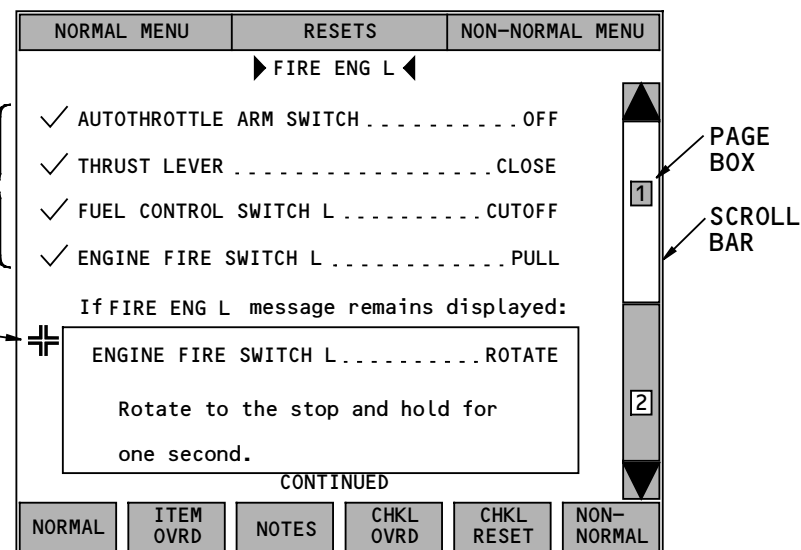 NORMAL MENU RESETS NON-NORMAL MENU
FIRE ENG L
AUTOTHROTTLE ARM SWITCH . . . . . . . . . . OFF
THRUST LEVER . . . . . . . . . . . . . . . . . . CLOSE
FUEL CONTROL SWITCH L . . . . . . . . . . CUTOFF
ENGINE FIRE SWITCH L . . . . . . . . . . . . PULL
If FIRE ENG L message remains displayed:
ENGINE FIRE SWITCH L . . . . . . . . . . ROTATE
Rotate to the stop and hold for
one second.
CONTINUED
1
2
PAGE
BOX
SCROLL
BAR
NORMAL
ITEM
OVRD
NOTES
CHKL
OVRD
CHKL
RESET
NON-
NORMAL